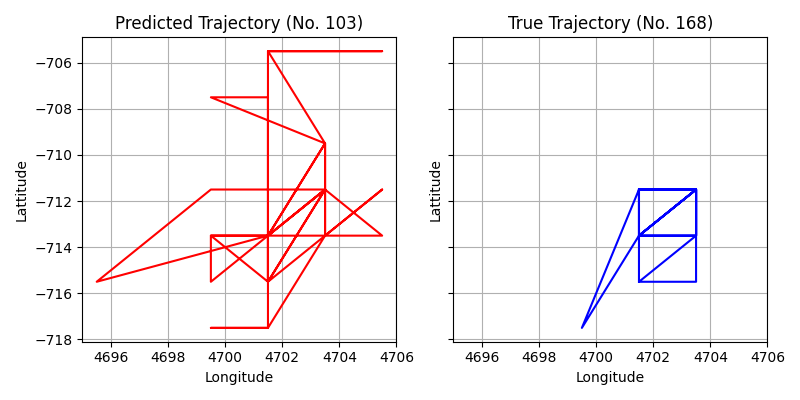 Predicted Trajectory (No. 103)
True Trajectory (No. 168)
Lattitude
−706
−708
−710
−712
−714
−716
−718
4696 4698 4700 4702 4704 4706
Longitude
Lattitude
4696 4698 4700 4702 4704 4706
Longitude